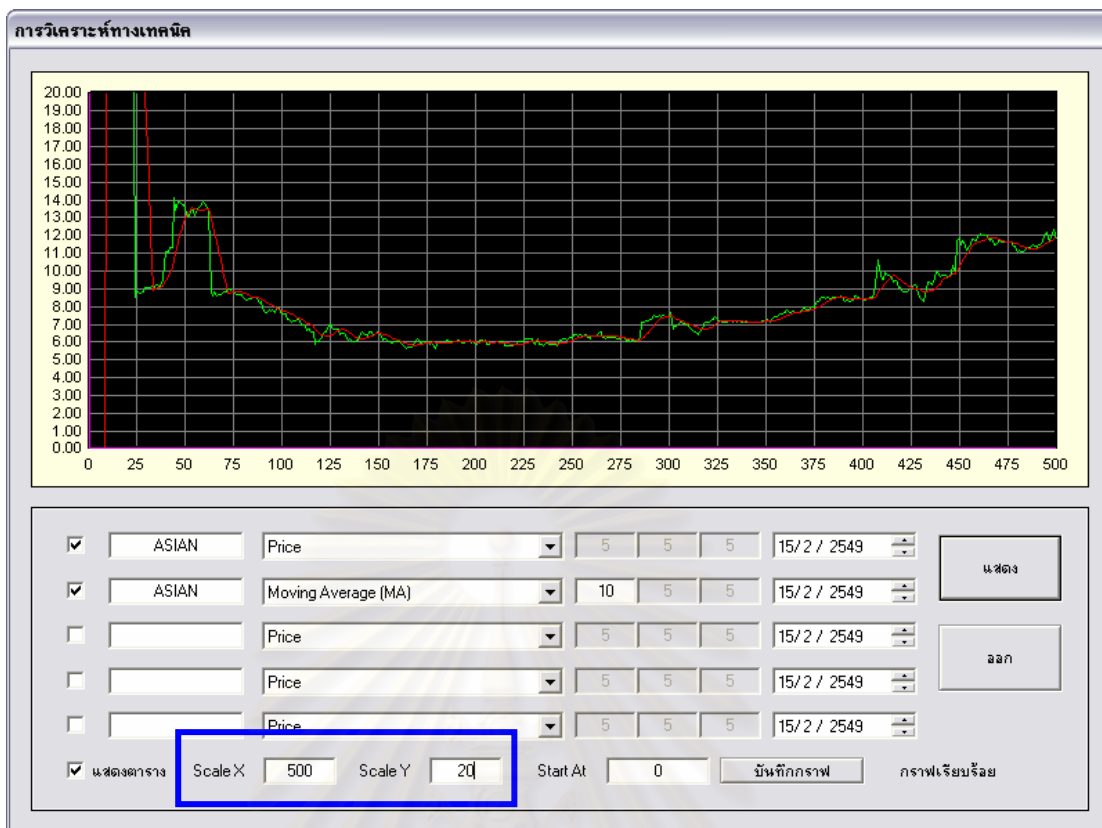 การวิเคราะห์ทางเทคนิค
20.00
19.00
18.00
17.00
16.00
15.00
14.00
13.00
12.00
11.00
10.00
9.00
8.00
7.00
6.00
5.00
4.00
3.00
2.00
1.00
0.00
0 25 50 75 100 125 150 175 200 225 250 275 300 325 350 375 400 425 450 475 500
ASIAN Price 5 5 5 15/ 2 / 2549
แสดง
ASIAN Moving Average (MA) 10 5 5 15/ 2 / 2549
Price 5 5 5 15/ 2 / 2549
ออก
Price 5 5 5 15/ 2 / 2549
Price 5 5 5 15/ 2 / 2549
แสดงตาราง Scale X 500 Scale Y 20 Start At 0 บันทึกกราฟ กราฟเรียบร้อย